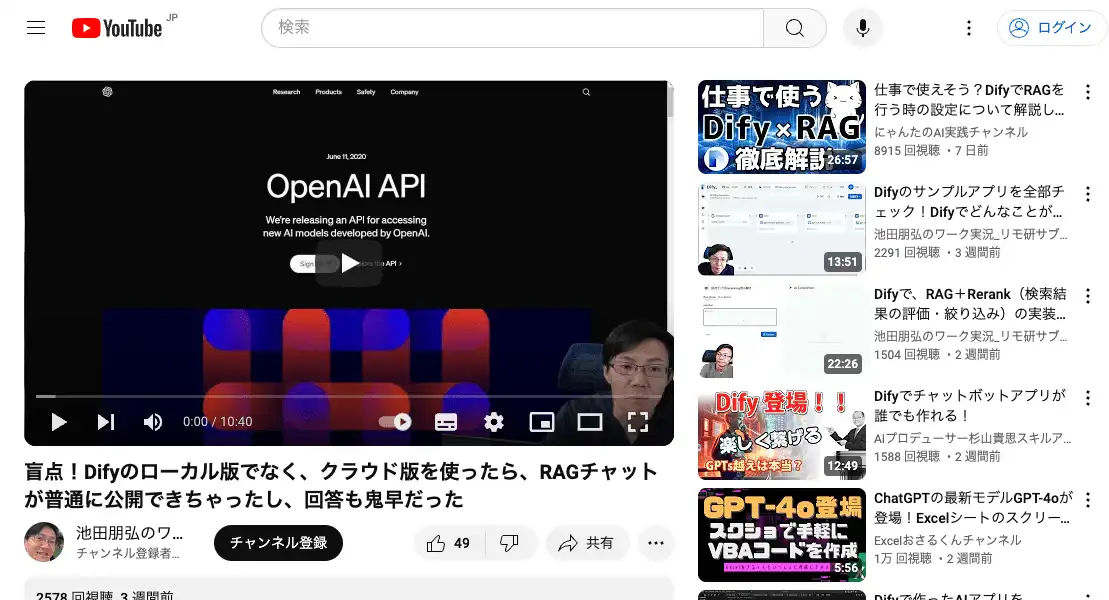 YouTube JP
検索
ログイン
Research Products Safety Company
June 11, 2020
OpenAI API
We're releasing an API for accessing
new AI models developed by OpenAI.
0:00 / 10:40
盲点！Difyのローカル版でなく、クラウド版を使ったら、RAGチャット
が普通に公開できちゃったし、回答も鬼早だった
池田朋弘のワ...
チャンネル登録者...
チャンネル登録
49
共有
2578 回視聴 3 週間前
仕事で使う
Dify×RAG
徹底解説
26:57
仕事で使えそう？DifyでRAGを
行う時の設定について解説し...
にゃんたのAI実践チャンネル
8915 回視聴 ・7 日前
13:51
Difyのサンプルアプリを全部チ
ェック！Difyでどんなことが...
池田朋弘のワーク実況_リモ研サブ...
2291 回視聴 ・3 週間前
22:26
Difyで、RAG＋Rerank（検索結
果の評価・絞り込み）の実装...
池田朋弘のワーク実況_リモ研サブ...
1504 回視聴 ・2 週間前
Dify 登場！！
楽しく繋げる
GPTs越えは本当？
12:49
Difyでチャットボットアプリが
誰でも作れる！
AIプロデューサー杉山貴思スキルア...
1588 回視聴 ・2 週間前
GPT-4o登場
スクショで手軽に
VBAコードを作成
5:56
ChatGPTの最新モデルGPT-4oが
登場！Excelシートのスクリー...
Excelおさるくんチャンネル
1万 回視聴 ・2 週間前
Difyで作ったAIアプリを